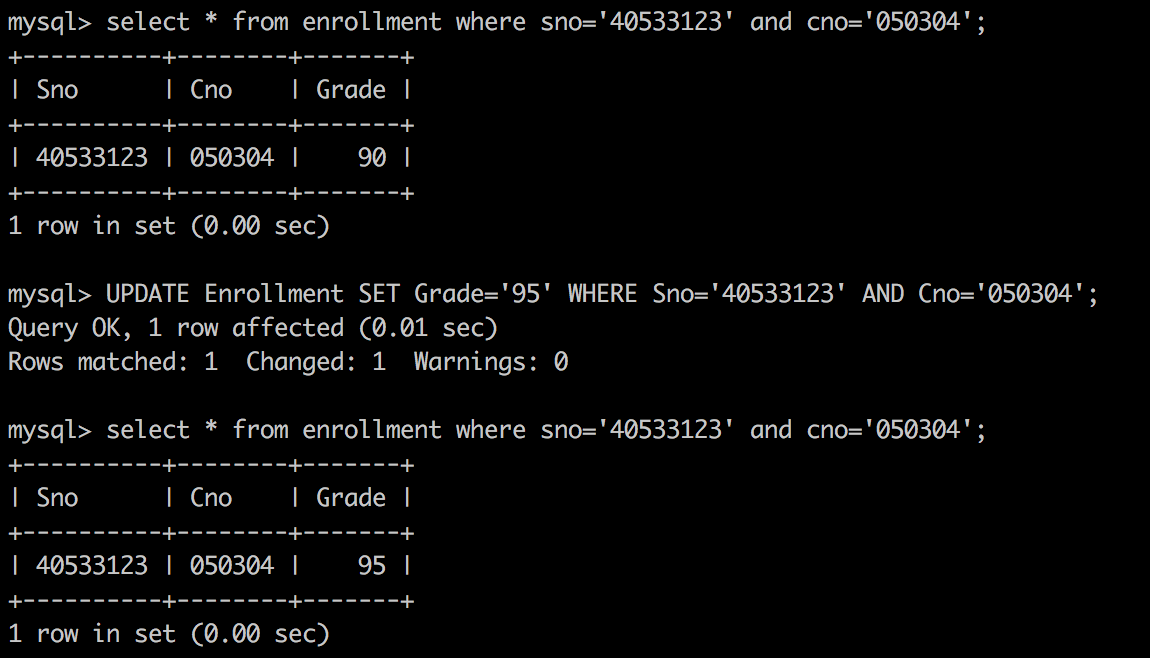 mysql> select * from enrollment where sno='40533123' and cno='050304';
+----------+--------+-------+
| Sno      | Cno    | Grade |
+----------+--------+-------+
| 40533123 | 050304 |    90 |
+----------+--------+-------+
1 row in set (0.00 sec)

mysql> UPDATE Enrollment SET Grade='95' WHERE Sno='40533123' AND Cno='050304';
Query OK, 1 row affected (0.01 sec)
Rows matched: 1  Changed: 1  Warnings: 0

mysql> select * from enrollment where sno='40533123' and cno='050304';
+----------+--------+-------+
| Sno      | Cno    | Grade |
+----------+--------+-------+
| 40533123 | 050304 |    95 |
+----------+--------+-------+
1 row in set (0.00 sec)